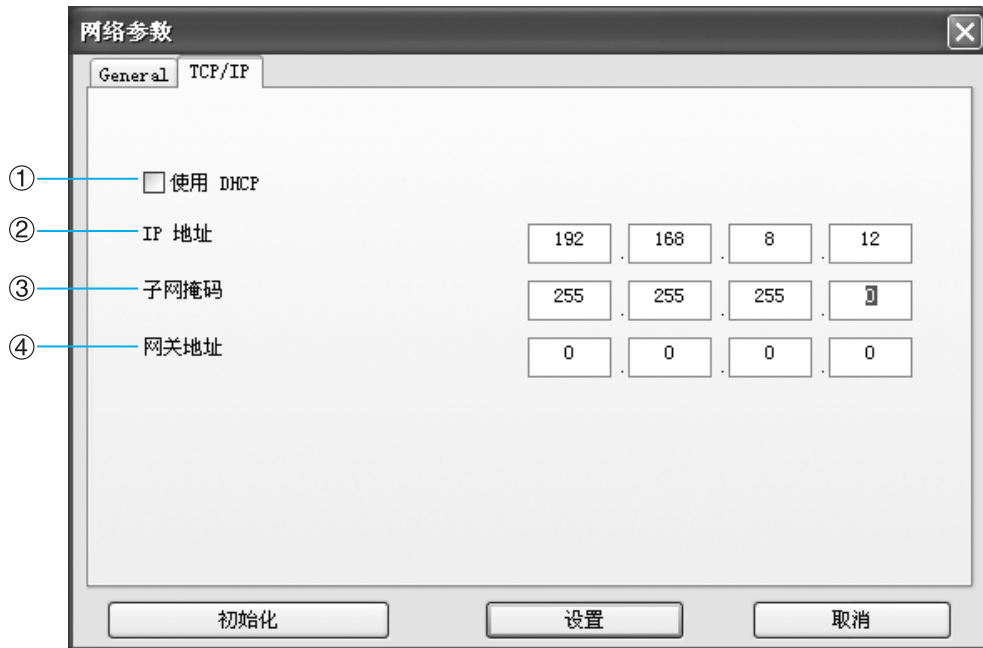 网络参数
General TCP/IP
① 使用 DHCP
② IP 地址 192 . 168 . 8 . 12
③ 子网掩码 255 . 255 . 255 . 0
④ 网关地址 0 . 0 . 0 . 0
初始化 设置 取消